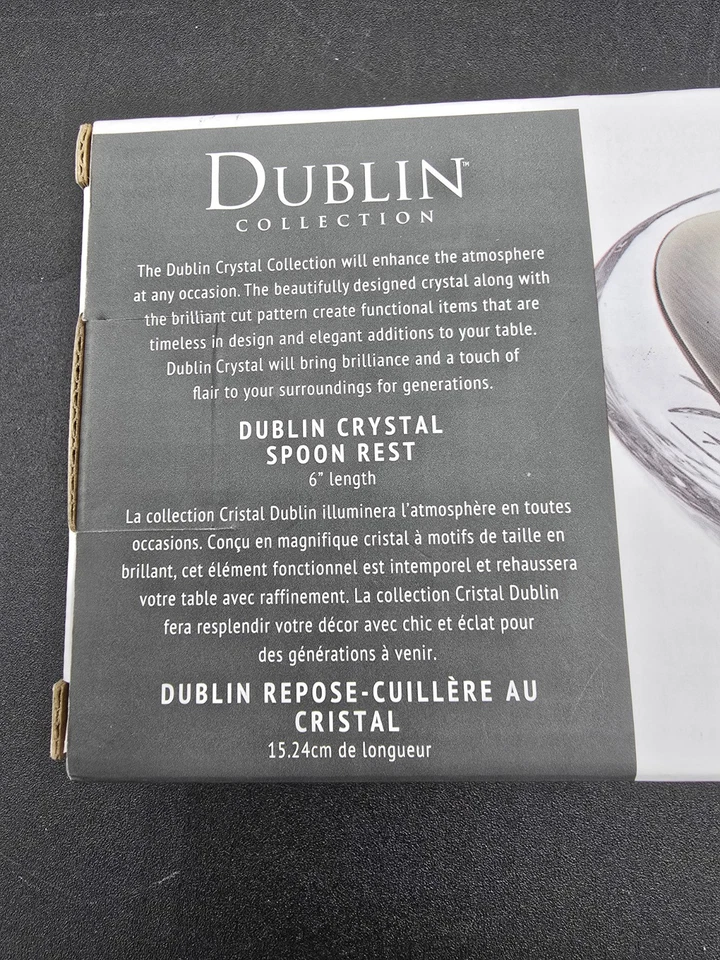 DUBLIN™
COLLECTION
The Dublin Crystal Collection will enhance the atmosphere
at any occasion. The beautifully designed crystal along with
the brilliant cut pattern create functional items that are
timeless in design and elegant additions to your table.
Dublin Crystal will bring brilliance and a touch of
flair to your surroundings for generations.
DUBLIN CRYSTAL
SPOON REST
6” length
La collection Cristal Dublin illuminera l’atmosphère en toutes
occasions. Conçu en magnifique cristal à motifs de taille en
brillant, cet élément fonctionnel est intemporel et rehaussera
votre table avec raffinement. La collection Cristal Dublin
fera resplendir votre décor avec chic et éclat pour
des générations à venir.
DUBLIN REPOSE-CUILLÈRE AU
CRISTAL
15.24cm de longueur